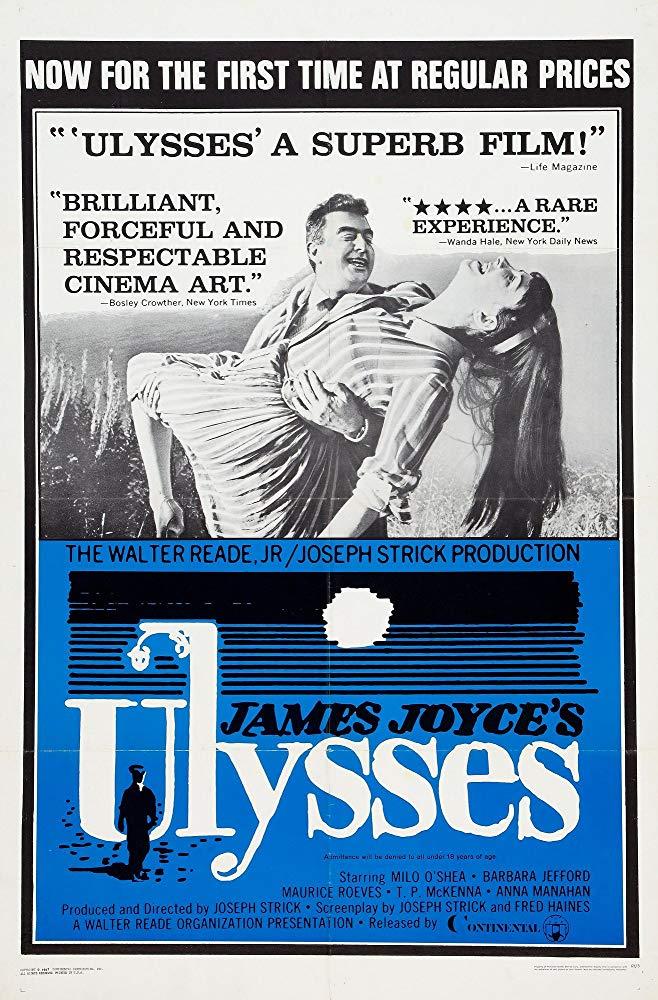 NOW FOR THE FIRST TIME AT REGULAR PRICES
“‘ULYSSES’ A SUPERB FILM!”
—Life Magazine
“BRILLIANT,
FORCEFUL AND
RESPECTABLE
CINEMA ART.”
—Bosley Crowther, New York Times
“★★★★...A RARE
EXPERIENCE.”
—Wanda Hale, New York Daily News
THE WALTER READE, JR/JOSEPH STRICK PRODUCTION
JAMES JOYCE'S
Ulysses
Admittance will be denied to all under 18 years of age
Starring MILO O'SHEA • BARBARA JEFFORD
MAURICE ROEVES • T. P. McKENNA • ANNA MANAHAN
Produced and Directed by JOSEPH STRICK • Screenplay by JOSEPH STRICK and FRED HAINES
A WALTER READE ORGANIZATION PRESENTATION • Released by CONTINENTAL